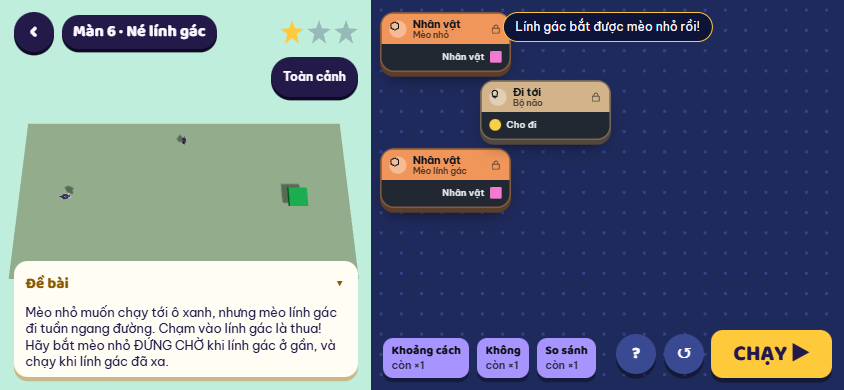 Màn 6 · Né lính gác
Toàn cảnh
Đề bài
Mèo nhỏ muốn chạy tới ô xanh, nhưng mèo lính gác
đi tuần ngang đường. Chạm vào lính gác là thua!
Hãy bắt mèo nhỏ ĐỨNG CHỜ khi lính gác ở gần, và
chạy khi lính gác đã xa.
Nhân vật
Mèo nhỏ
Nhân vật
Lính gác bắt được mèo nhỏ rồi!
Đi tới
Bộ não
Cho đi
Nhân vật
Mèo lính gác
Nhân vật
Khoảng cách
còn ×1
Không
còn ×1
So sánh
còn ×1
?
CHẠY